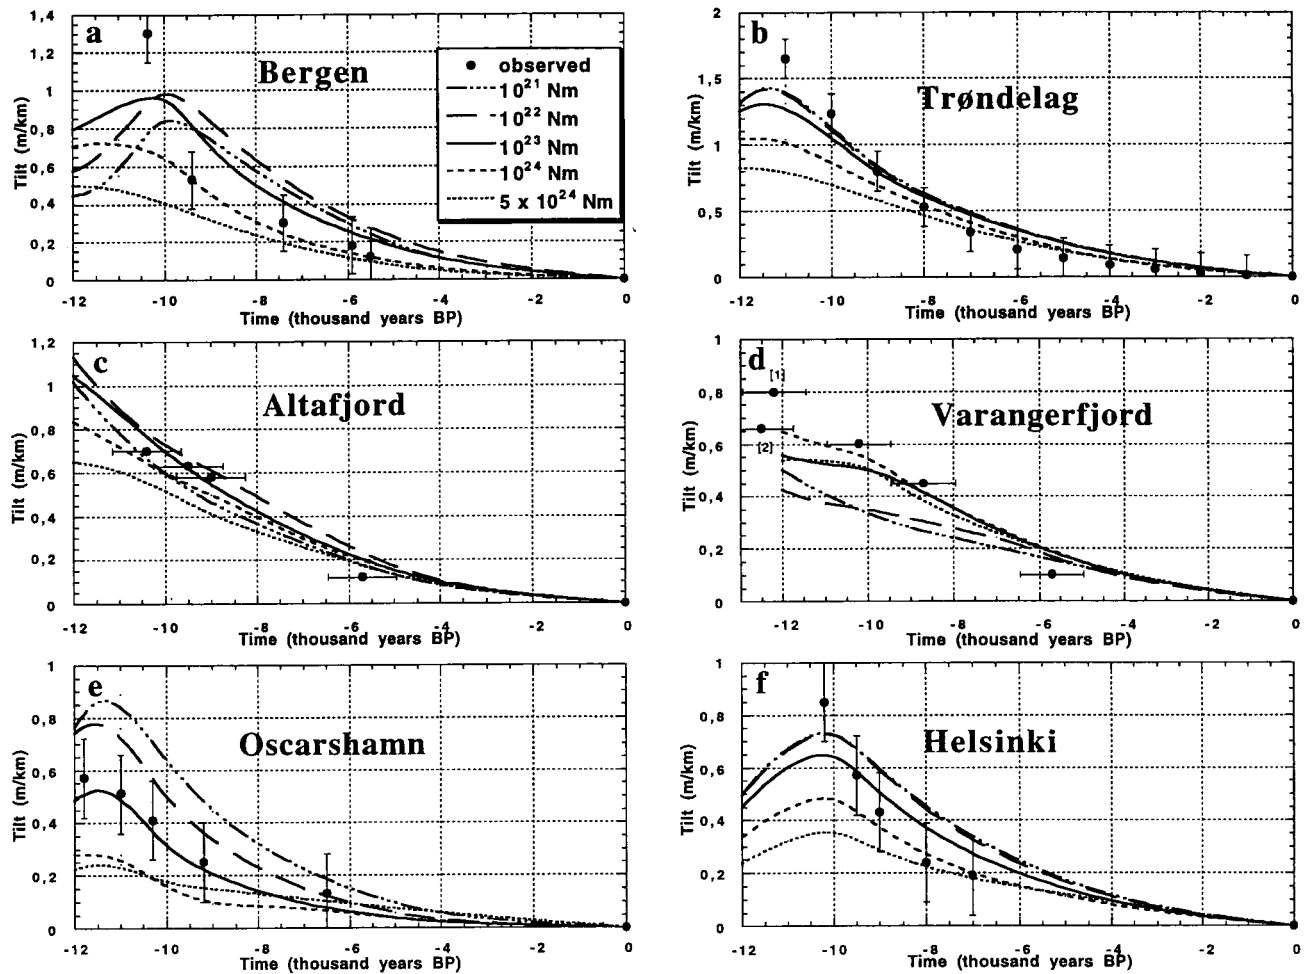 a
Bergen
observed
10²¹ Nm
10²² Nm
10²³ Nm
10²⁴ Nm
5 x 10²⁴ Nm
1,4
1,2
1
0,8
0,6
0,4
0,2
0
Tilt (m/km)
-12 -10 -8 -6 -4 -2 0
Time (thousand years BP)
b
Trøndelag
2
1,5
1
0,5
0
Tilt (m/km)
-12 -10 -8 -6 -4 -2 0
Time (thousand years BP)
c
Altafjord
1,2
1
0,8
0,6
0,4
0,2
0
Tilt (m/km)
-12 -10 -8 -6 -4 -2 0
Time (thousand years BP)
d
[1]
[2]
Varangerfjord
1
0,8
0,6
0,4
0,2
0
Tilt (m/km)
-12 -10 -8 -6 -4 -2 0
Time (thousand years BP)
e
Oscarshamn
1
0,8
0,6
0,4
0,2
0
Tilt (m/km)
-12 -10 -8 -6 -4 -2 0
Time (thousand years BP)
f
Helsinki
1
0,8
0,6
0,4
0,2
0
Tilt (m/km)
-12 -10 -8 -6 -4 -2 0
Time (thousand years BP)